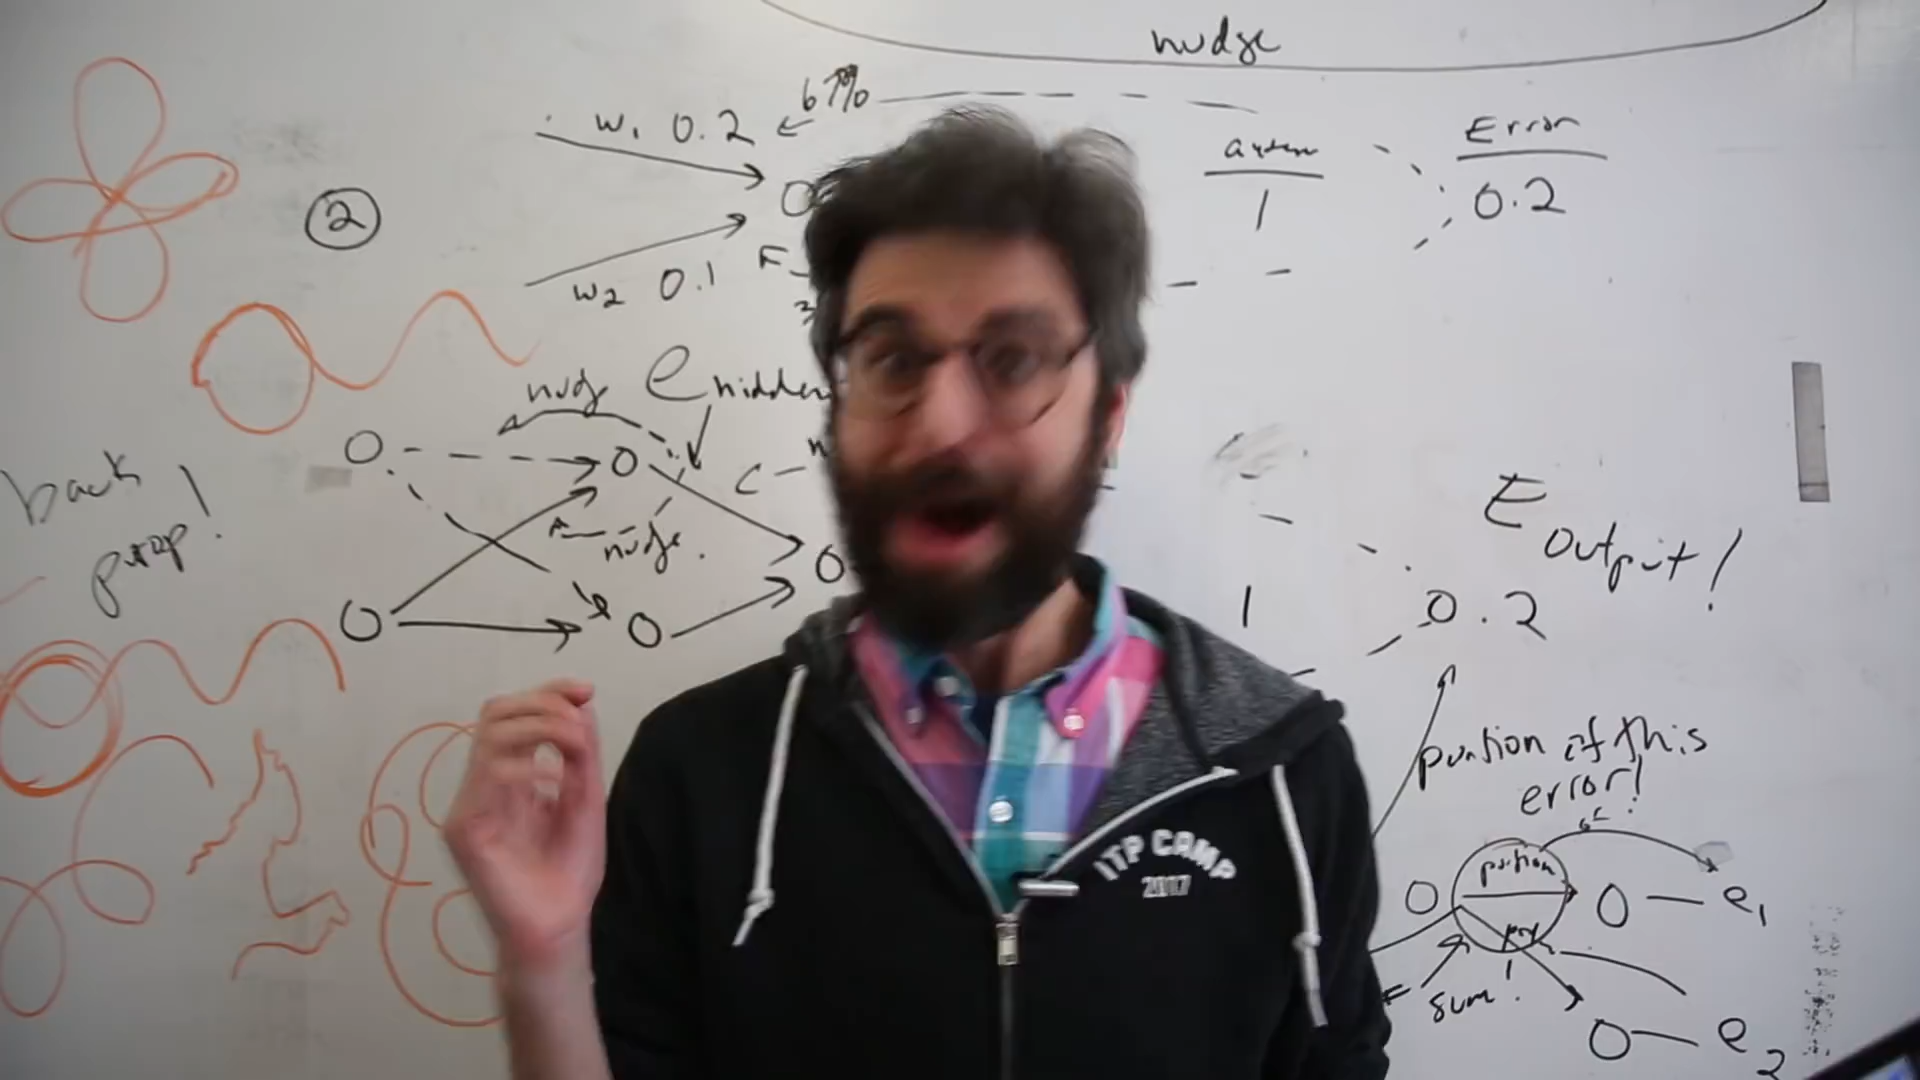 nudge
67%
w1 0.2
Error
1
0.2
2
w2 0.1
nudge
e hidden
back
prop!
nudge.
E output!
1
0.2
portion of this
error!
portion
e1
sum!
e2
ITP CAMP
2017